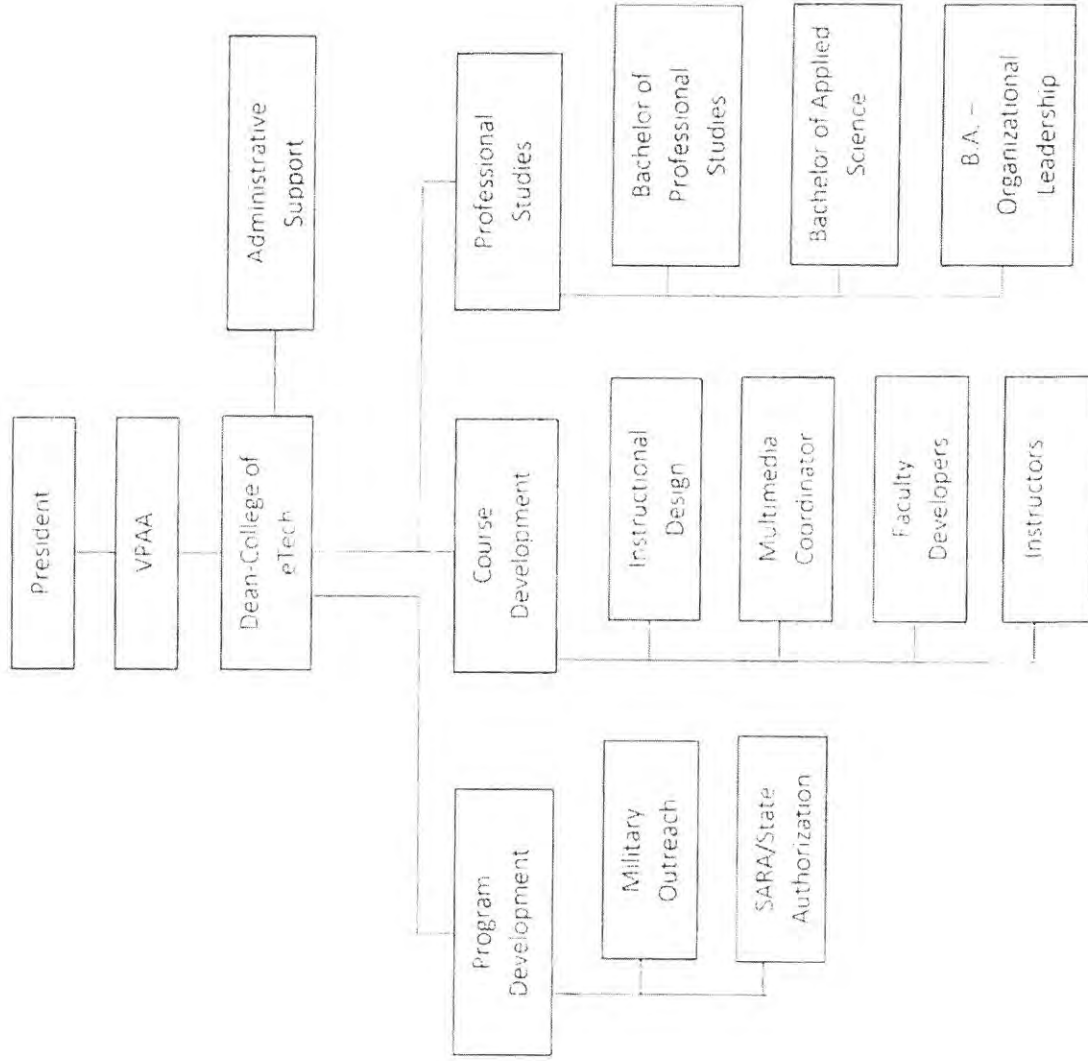 President
VPAA
Dean-College of
eTech
Administrative
Support
Program
Development
Military
Outreach
SARA/State
Authorization
Course
Development
Instructional
Design
Multimedia
Coordinator
Faculty
Developers
Instructors
Professional
Studies
Bachelor of
Professional
Studies
Bachelor of Applied
Science
B.A. –
Organizational
Leadership